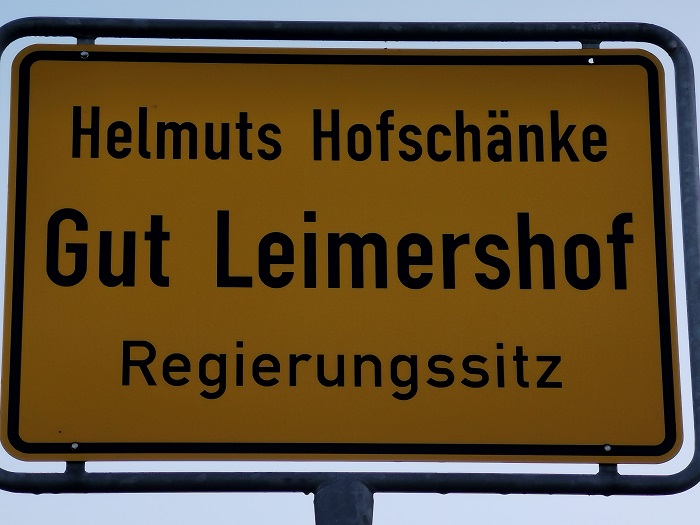 Helmuts Hofschänke
Gut Leimershof
Regierungssitz